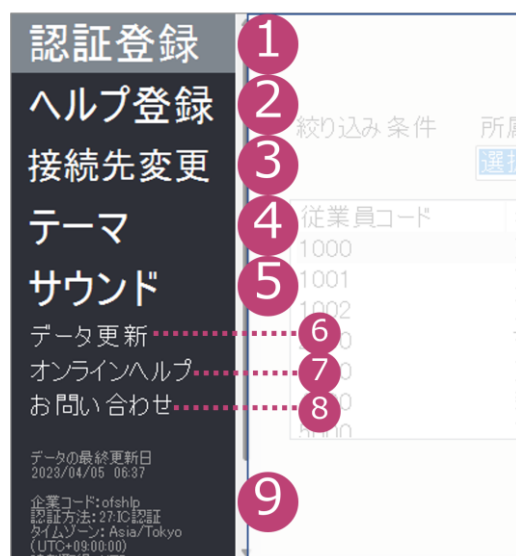 認証登録 1
ヘルプ登録 2
接続先変更 3
テーマ 4
サウンド 5
データ更新 6
オンラインヘルプ 7
お問い合わせ 8
データの最終更新日
2023/04/05 06:37
9
企業コード:ofshlp
認証方法:27:IC認証
タイムゾーン:Asia/Tokyo
(UTC+09:00:00)
絞り込み条件
従業員コード
1000
1001
1002
5000